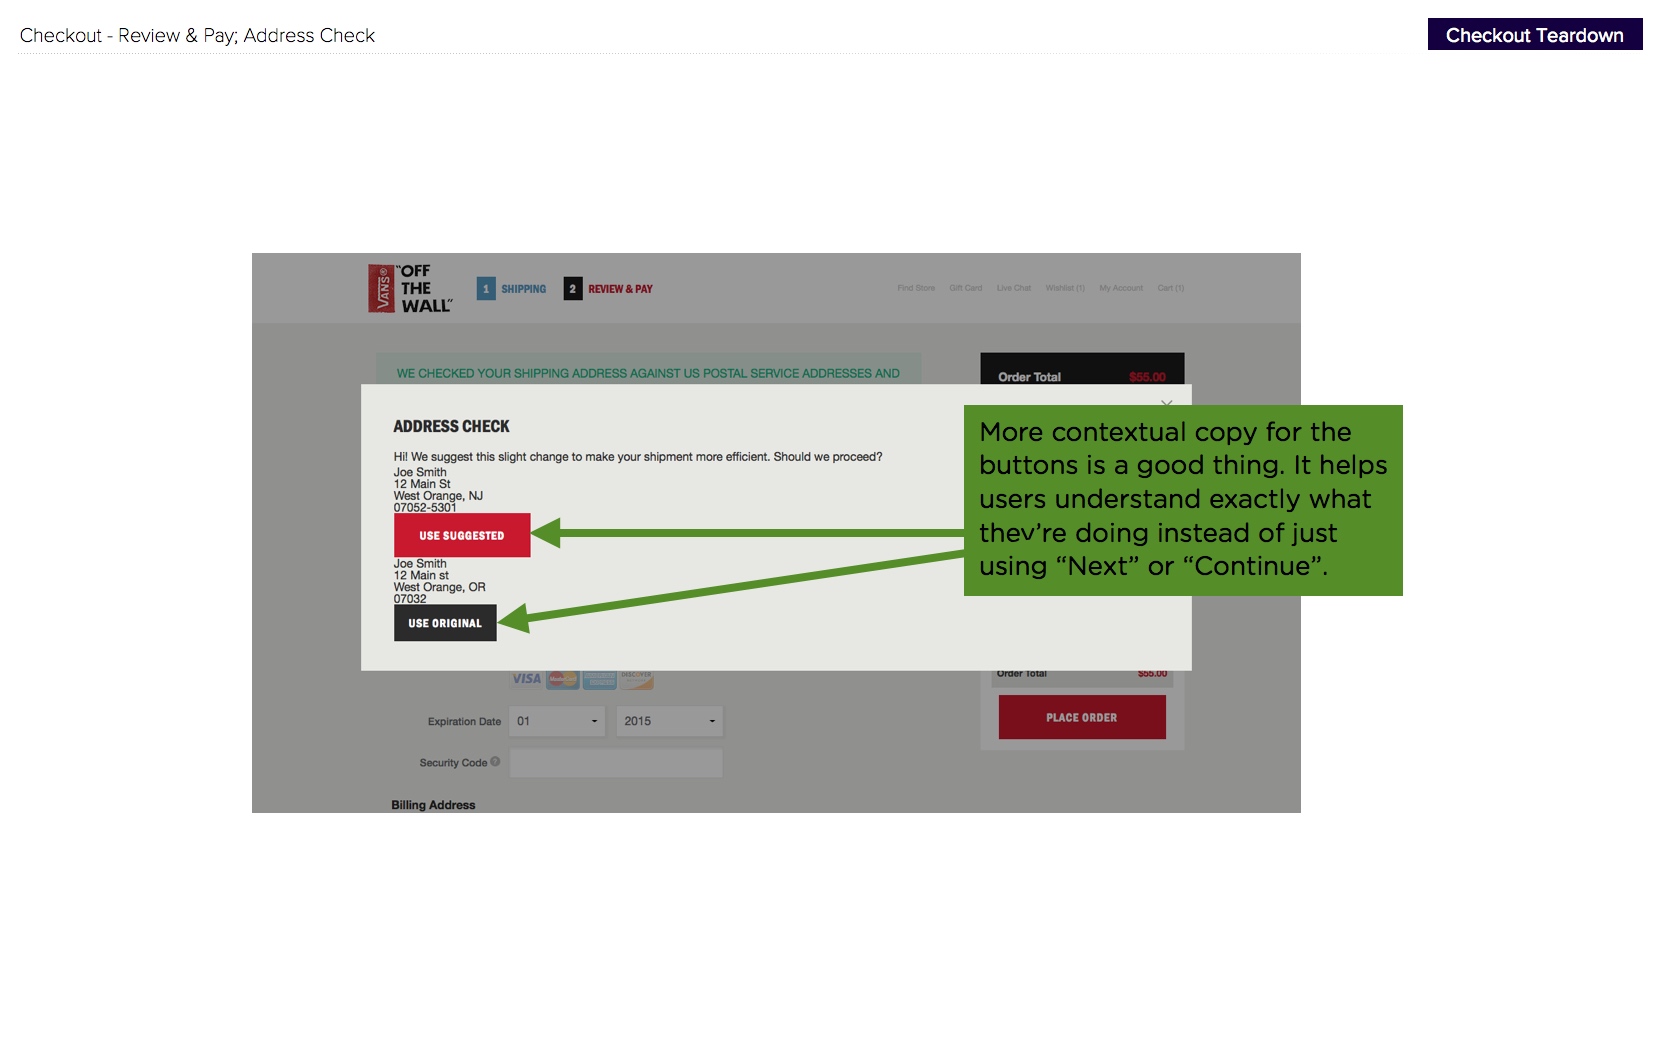 Checkout - Review & Pay; Address Check
Checkout Teardown
VANS®
"OFF
THE
WALL"
1 SHIPPING
2 REVIEW & PAY
Find Store Gift Card Live Chat Wishlist (1) My Account Cart (1)
WE CHECKED YOUR SHIPPING ADDRESS AGAINST US POSTAL SERVICE ADDRESSES AND
Order Total $55.00
ADDRESS CHECK
Hi! We suggest this slight change to make your shipment more efficient. Should we proceed?
Joe Smith
12 Main St
West Orange, NJ
07052-5301
USE SUGGESTED
Joe Smith
12 Main st
West Orange, OR
07032
USE ORIGINAL
More contextual copy for the
buttons is a good thing. It helps
users understand exactly what
they're doing instead of just
using “Next” or “Continue”.
VISA MasterCard DISCOVER
Order Total $55.00
PLACE ORDER
Expiration Date 01 2015
Security Code ?
Billing Address